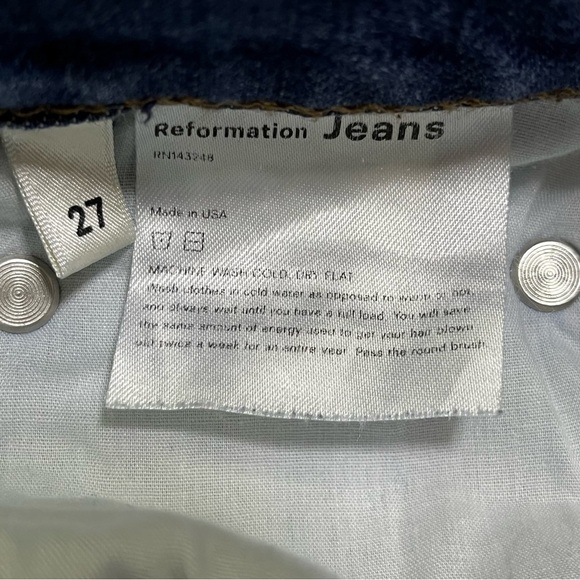 Reformation Jeans
RN143248
27
Made in USA
MACHINE WASH COLD. DRY FLAT
Wash clothes in cold water as opposed to warm or hot,
and always wait until you have a full load. You will save
the same amount of energy used to get your hair blown
out twice a week for an entire year. Pass the round brush.